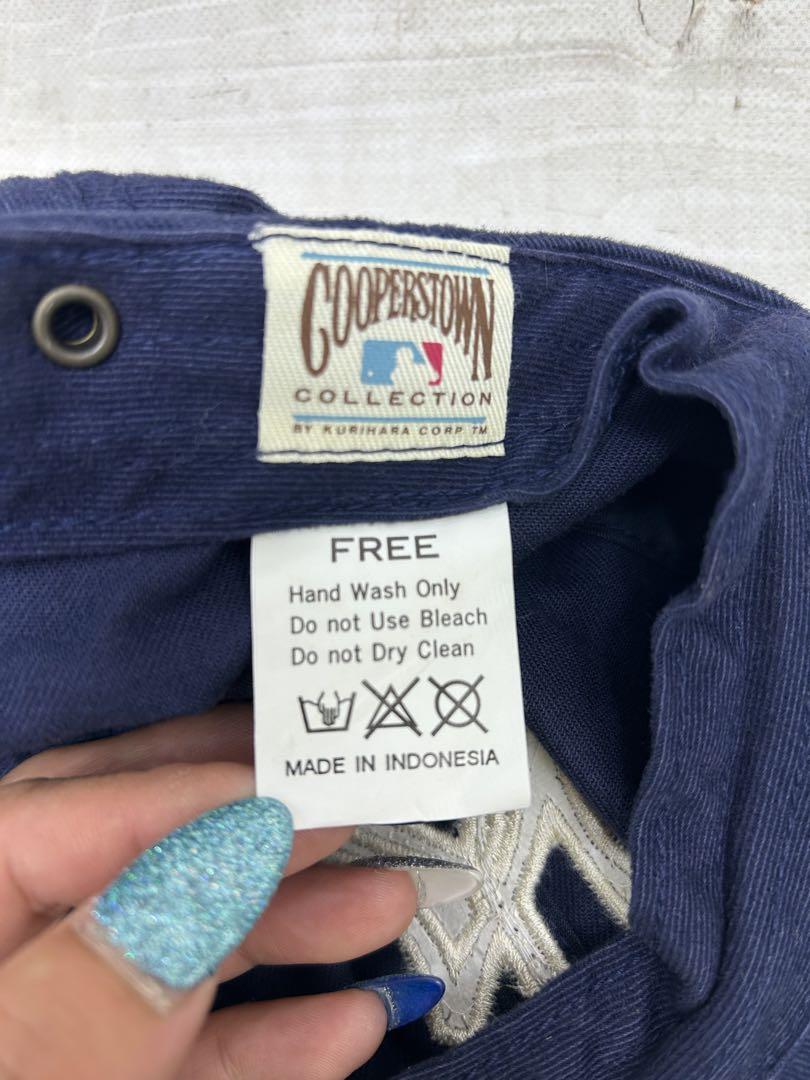 COOPERSTOWN
COLLECTION
BY KURIHARA CORP TM
FREE
Hand Wash Only
Do not Use Bleach
Do not Dry Clean
MADE IN INDONESIA